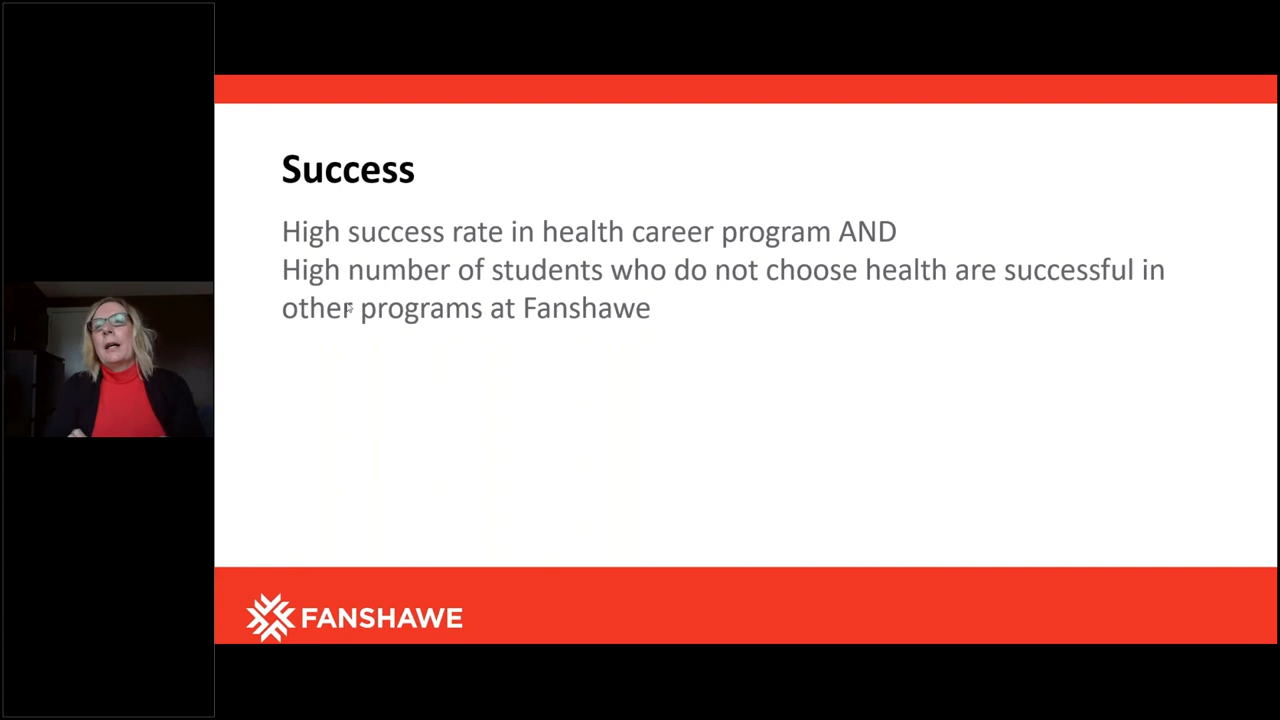 Success
High success rate in health career program AND
High number of students who do not choose health are successful in
other programs at Fanshawe
FANSHAWE